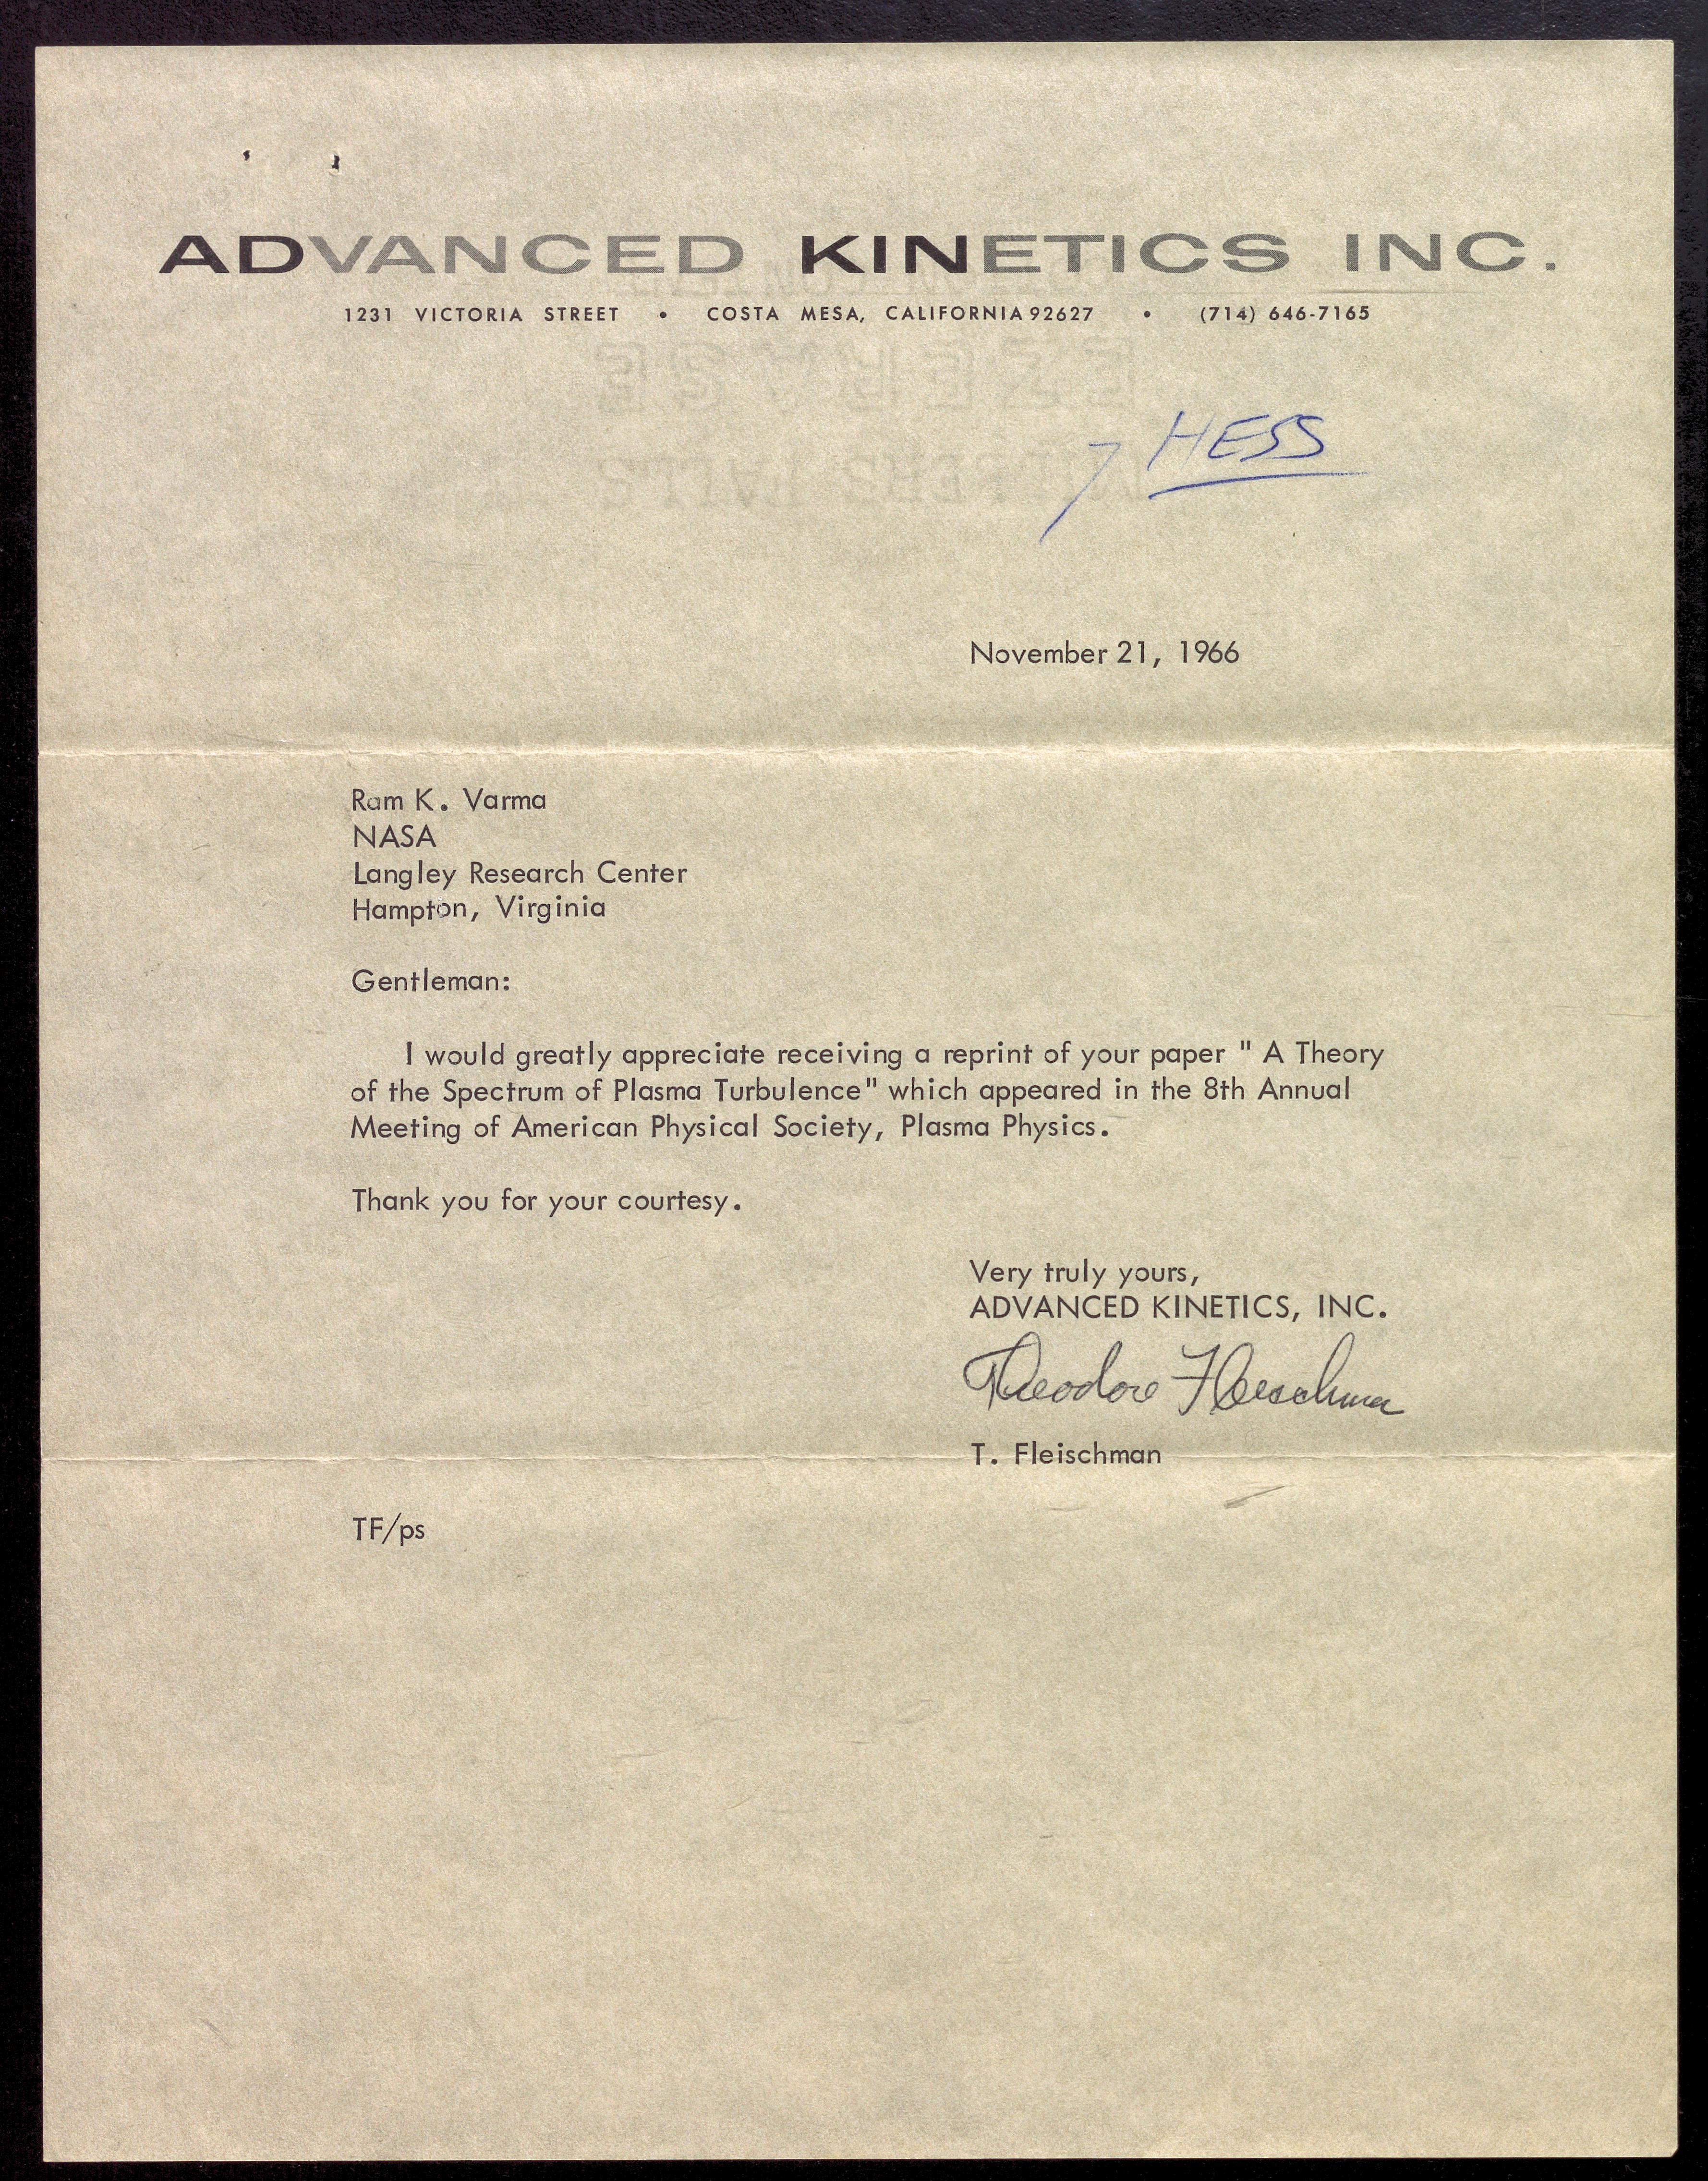 ADVANCED KINETICS INC.
1231 VICTORIA STREET • COSTA MESA, CALIFORNIA 92627 • (714) 646-7165
HESS
November 21, 1966
Ram K. Varma
NASA
Langley Research Center
Hampton, Virginia
Gentleman:
I would greatly appreciate receiving a reprint of your paper " A Theory
of the Spectrum of Plasma Turbulence" which appeared in the 8th Annual
Meeting of American Physical Society, Plasma Physics.
Thank you for your courtesy.
Very truly yours,
ADVANCED KINETICS, INC.
Theodore Fleischman
T. Fleischman
TF/ps